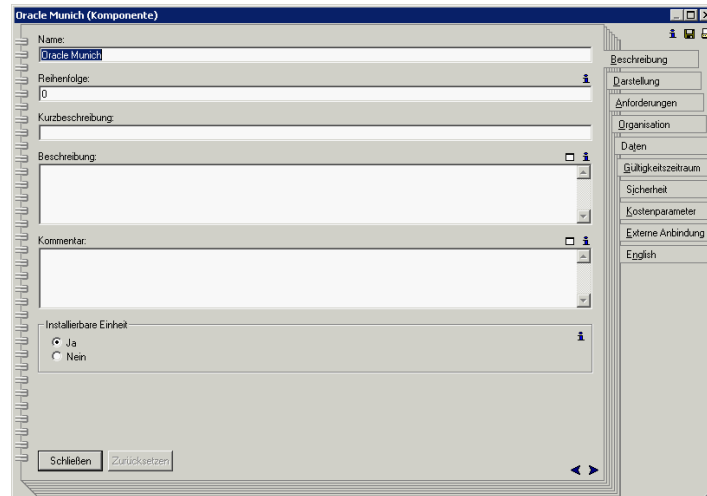 Oracle Munich (Komponente)
Name:
Oracle Munich
Reihenfolge:
0
Kurzbeschreibung:
Beschreibung:
Kommentar:
Installierbare Einheit
Ja
Nein
Schließen
Zurücksetzen
Beschreibung
Darstellung
Anforderungen
Organisation
Daten
Gültigkeitszeitraum
Sicherheit
Kostenparameter
Externe Anbindung
English